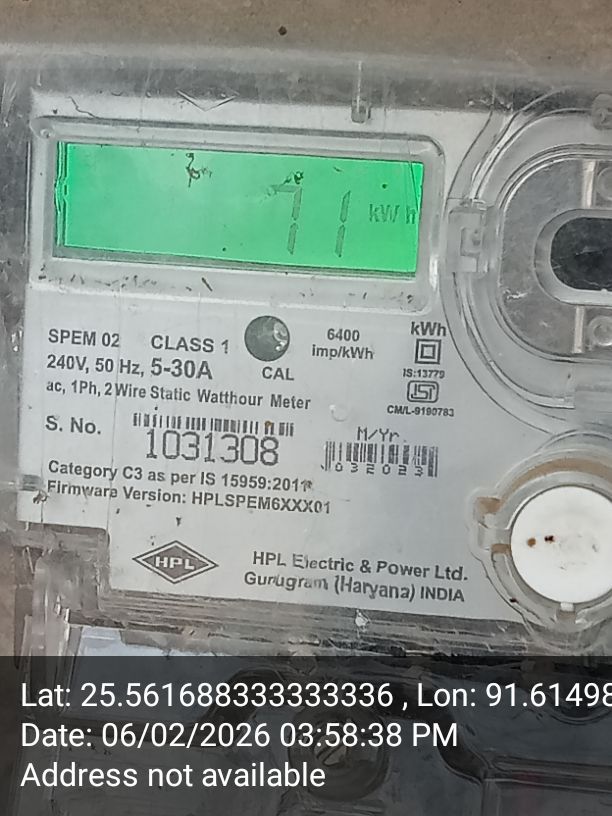 71 kWh
SPEM 02 CLASS 1
240V, 50 Hz, 5-30A
ac, 1Ph, 2 Wire Static Watthour Meter
CAL
6400
imp/kWh
kWh
IS:13779
ISI
CM/L-9190783
S. No.
1031308
M/Yr.
032023
Category C3 as per IS 15959:2011
Firmware Version: HPLSPEM6XXX01
HPL
HPL Electric & Power Ltd.
Gurugram (Haryana) INDIA
Lat: 25.561688333333336 , Lon: 91.61498
Date: 06/02/2026 03:58:38 PM
Address not available